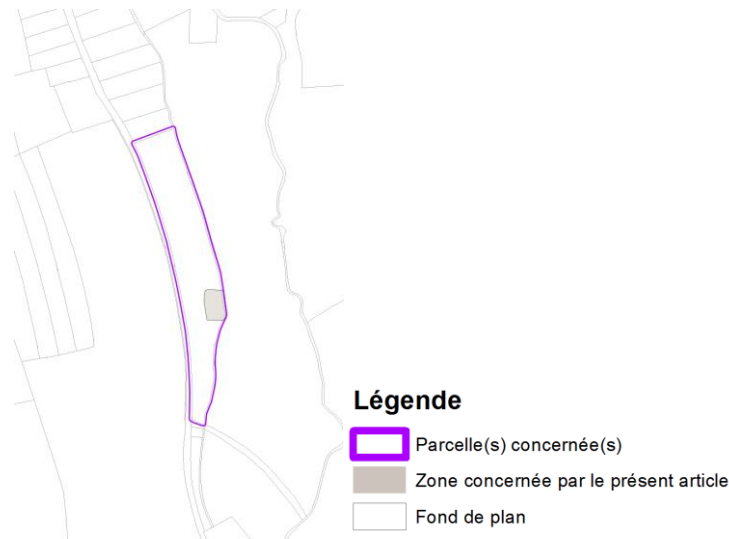 Légende
Parcelle(s) concernée(s)
Zone concernée par le présent article
Fond de plan